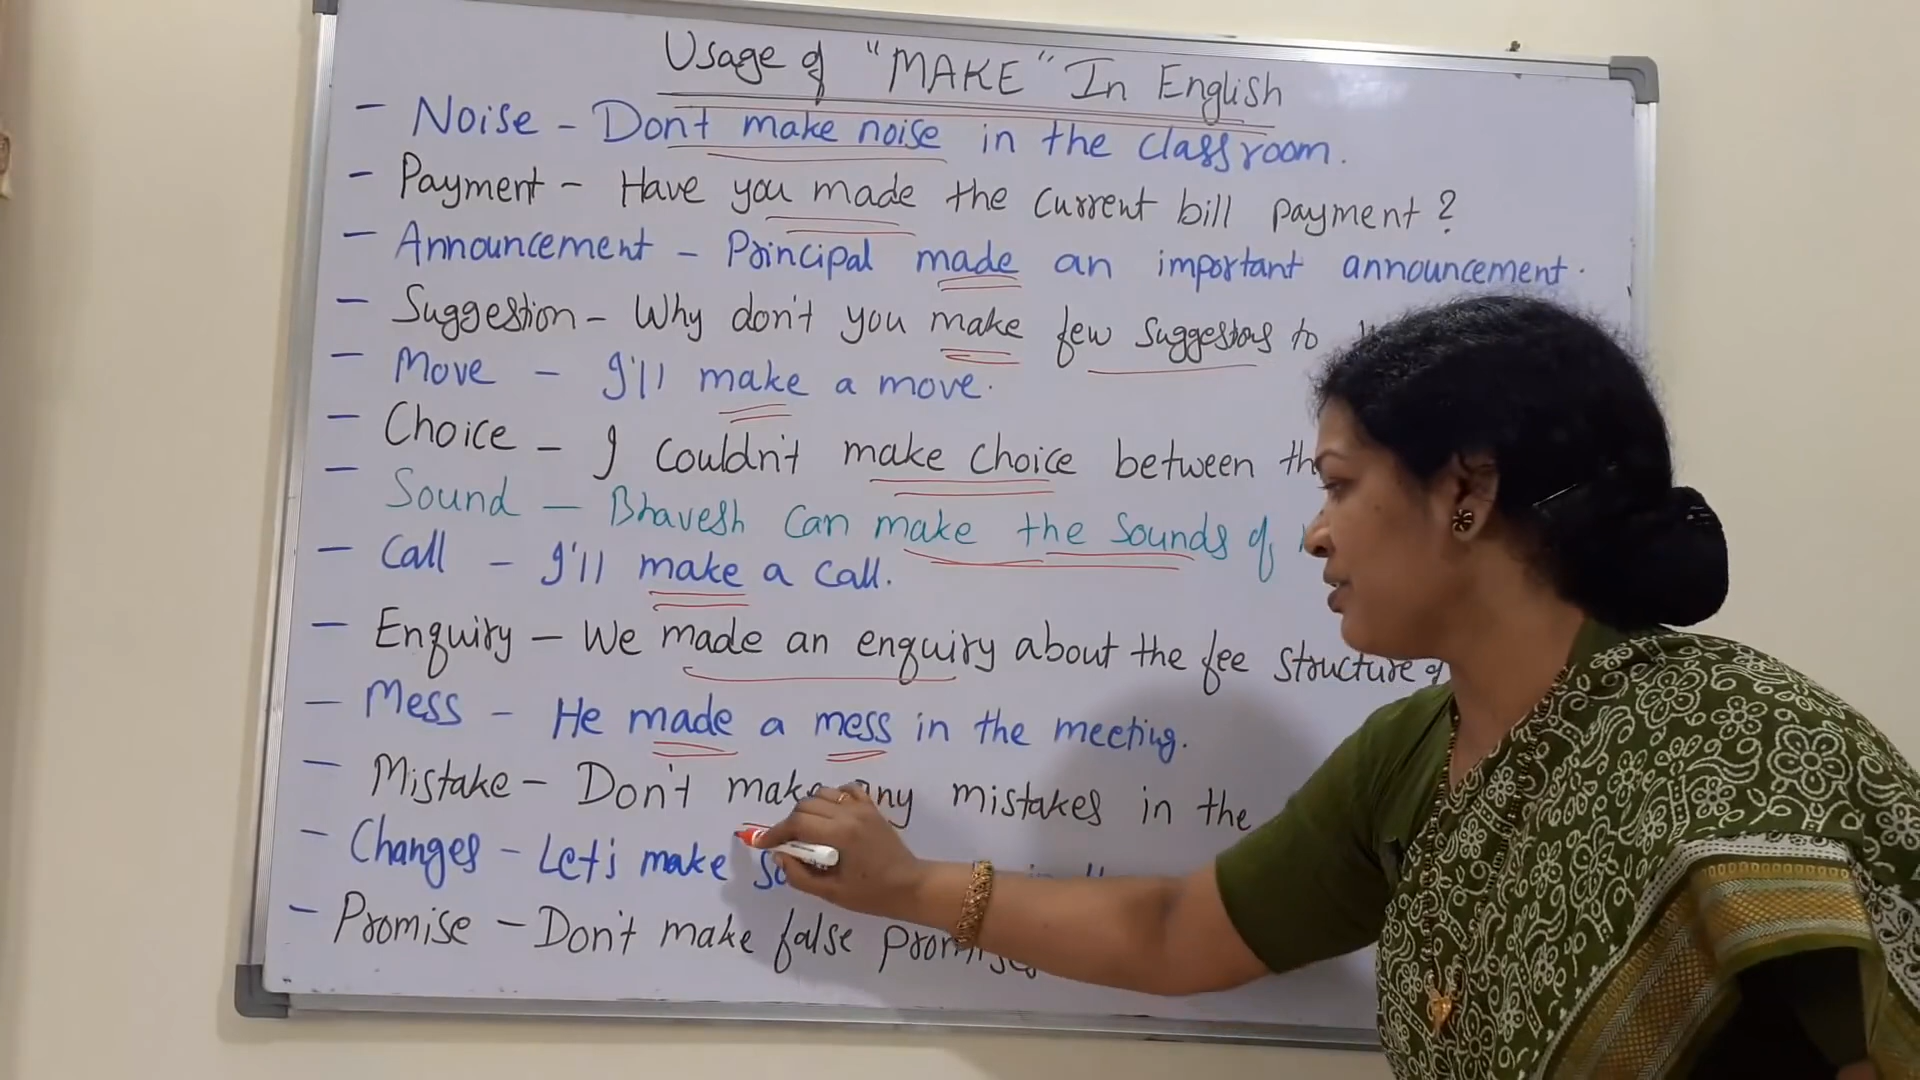 Usage of "MAKE" In English
- Noise - Don't make noise in the classroom.
- Payment - Have you made the current bill payment?
- Announcement - Principal made an important announcement.
- Suggestion - Why don't you make few suggestions to
- Move - I'll make a move.
- Choice - I couldn't make choice between
- Sound - Bhavesh can make the sounds of
- Call - I'll make a call.
- Enquiry - We made an enquiry about the fee structure of
- Mess - He made a mess in the meeting.
- Mistake - Don't make any mistakes in the
- Changes - Let's make
- Promise - Don't make false promises